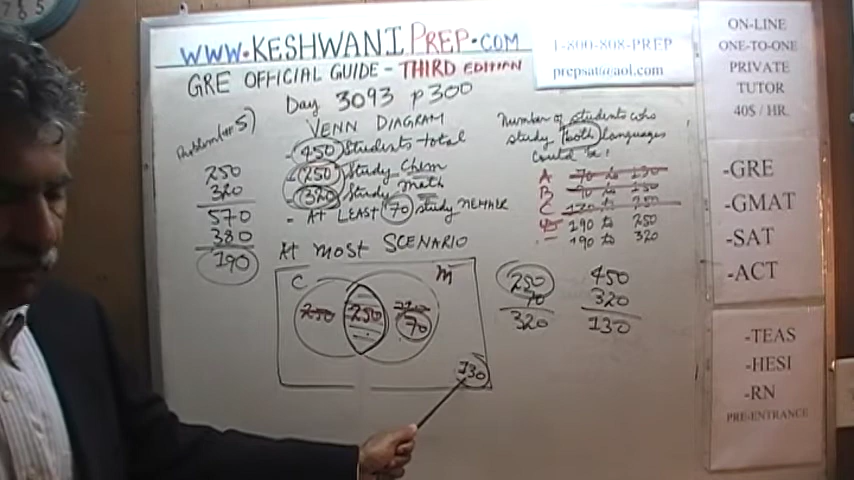 WWW.KESHWANIPREP.COM
GRE OFFICIAL GUIDE - THIRD EDITION
Day 3093 p300
1-800-808-PREP
prepsat@aol.com
5)
250
320
570
380
190
VENN DIAGRAM
- 450 Students total
- 250 Study Chem
- 320 Study math
- AT LEAST 70 study NEITHER
AT MOST SCENARIO
Number of students who
study both languages
could be:
A 70 to 130
B 70 to 250
C 130 to 250
190 to 250
190 to 320
C
M
250
250
70
130
250
70
320
450
320
130
ON-LINE
ONE-TO-ONE
PRIVATE
TUTOR
40$ / HR.
-GRE
-GMAT
-SAT
-ACT
-TEAS
-HESI
-RN
PRE-ENTRANCE